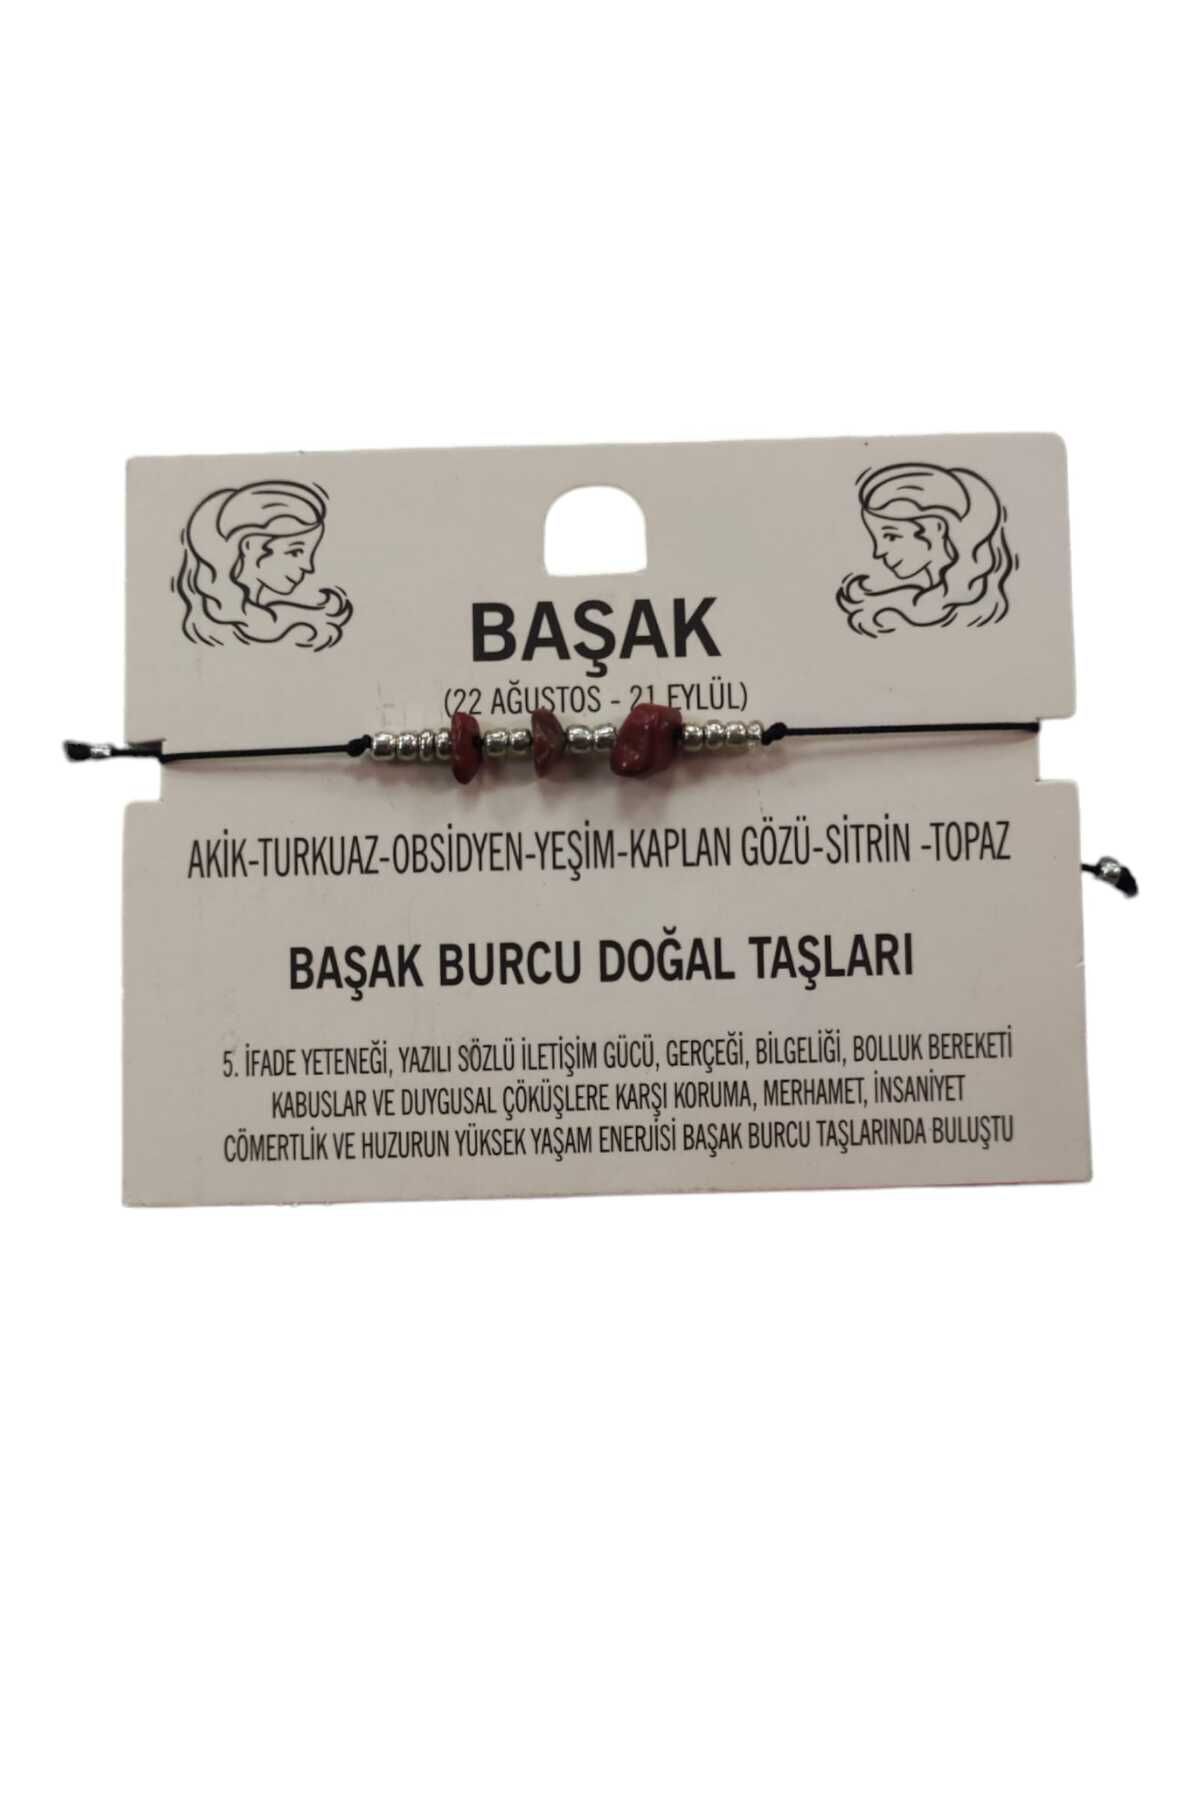 BAŞAK
(22 AĞUSTOS - 21 EYLÜL)
AKİK-TURKUAZ-OBSİDYEN-YEŞİM-KAPLAN GÖZÜ-SİTRİN -TOPAZ
BAŞAK BURCU DOĞAL TAŞLARI
5. İFADE YETENEĞİ, YAZILI SÖZLÜ İLETİŞİM GÜCÜ, GERÇEĞİ, BİLGELİĞİ, BOLLUK BEREKETİ
KABUSLAR VE DUYGUSAL ÇÖKÜŞLERE KARŞI KORUMA, MERHAMET, İNSANİYET
CÖMERTLİK VE HUZURUN YÜKSEK YAŞAM ENERJİSİ BAŞAK BURCU TAŞLARINDA BULUŞTU